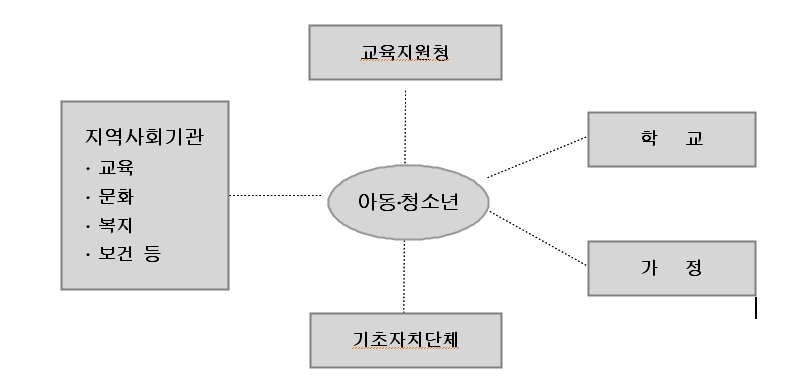 교육지원청
지역사회기관
· 교육
· 문화
· 복지
· 보건 등
학 교
아동·청소년
가 정
기초자치단체